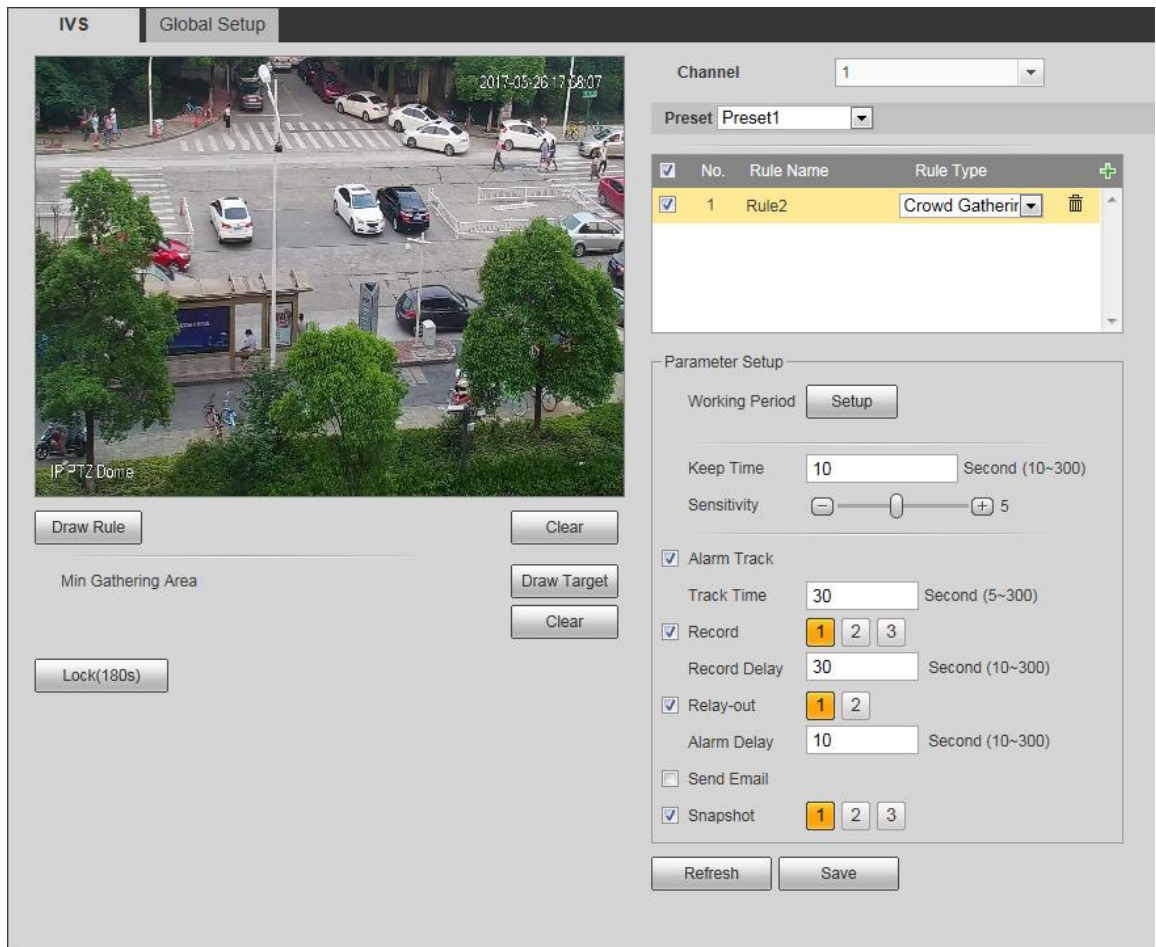 IVS
Global Setup
2017-05-26 17:58:07
IP PTZ Dome
Draw Rule
Clear
Min Gathering Area
Draw Target
Clear
Lock(180s)
Channel 1
Preset Preset1
No. Rule Name Rule Type
1 Rule2 Crowd Gatherin
Parameter Setup
Working Period Setup
Keep Time 10 Second (10~300)
Sensitivity 5
Alarm Track
Track Time 30 Second (5~300)
Record 1 2 3
Record Delay 30 Second (10~300)
Relay-out 1 2
Alarm Delay 10 Second (10~300)
Send Email
Snapshot 1 2 3
Refresh Save